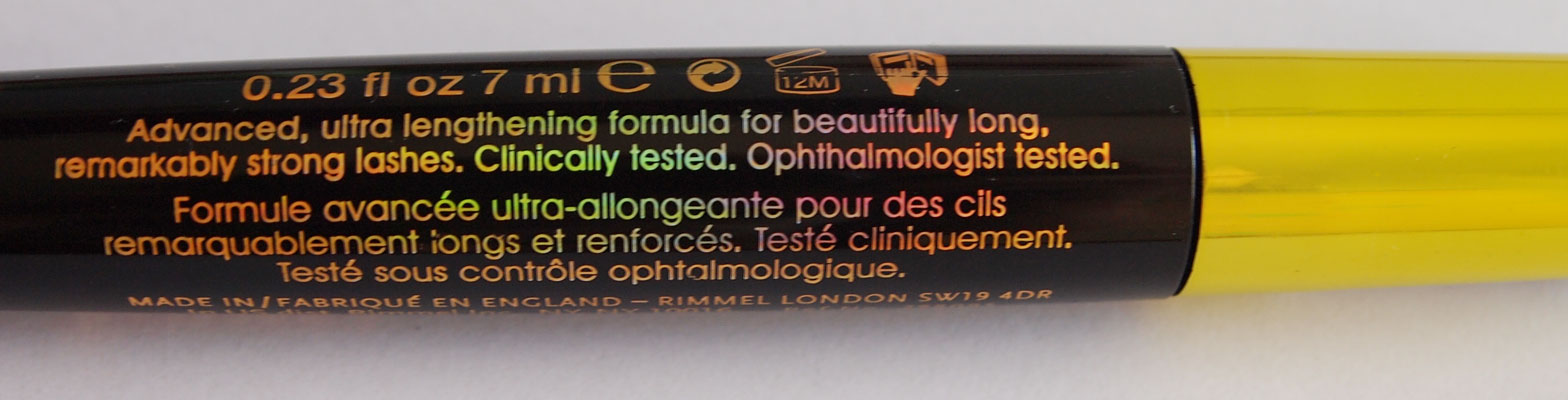 0.23 fl oz 7 ml e 12M
Advanced, ultra lengthening formula for beautifully long,
remarkably strong lashes. Clinically tested. Ophthalmologist tested.
Formule avancée ultra-allongeante pour des cils
remarquablement longs et renforcés. Testé cliniquement.
Testé sous contrôle ophtalmologique.
MADE IN/FABRIQUÉ EN ENGLAND – RIMMEL LONDON SW19 4DR